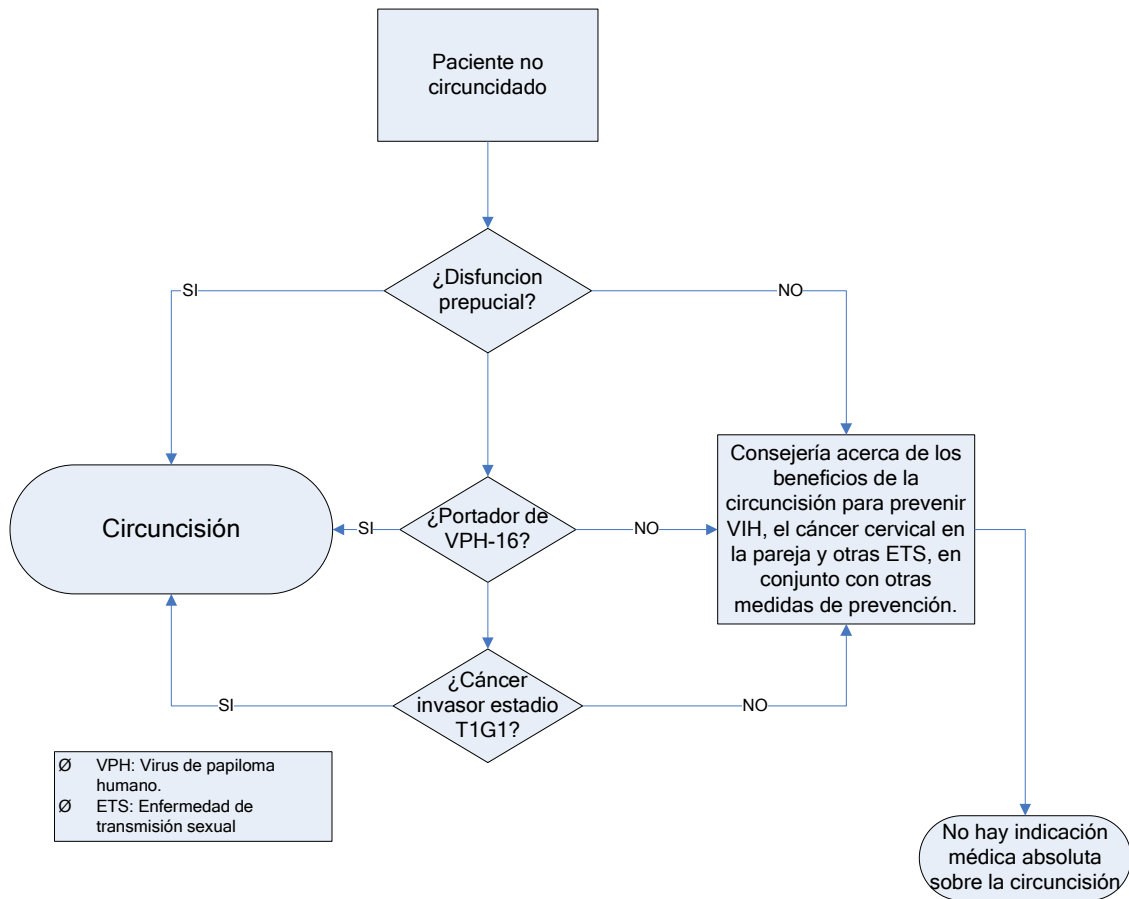 Paciente no
circuncidado
¿Disfuncion
prepucial?
SI
NO
Consejería acerca de los
beneficios de la
circuncisión para prevenir
VIH, el cáncer cervical en
la pareja y otras ETS, en
conjunto con otras
medidas de prevención.
Circuncisión
SI
¿Portador de
VPH-16?
NO
¿Cáncer
invasor estadio
T1G1?
SI
NO
Ø VPH: Virus de papiloma
humano.
Ø ETS: Enfermedad de
transmisión sexual
No hay indicación
médica absoluta
sobre la circuncisión